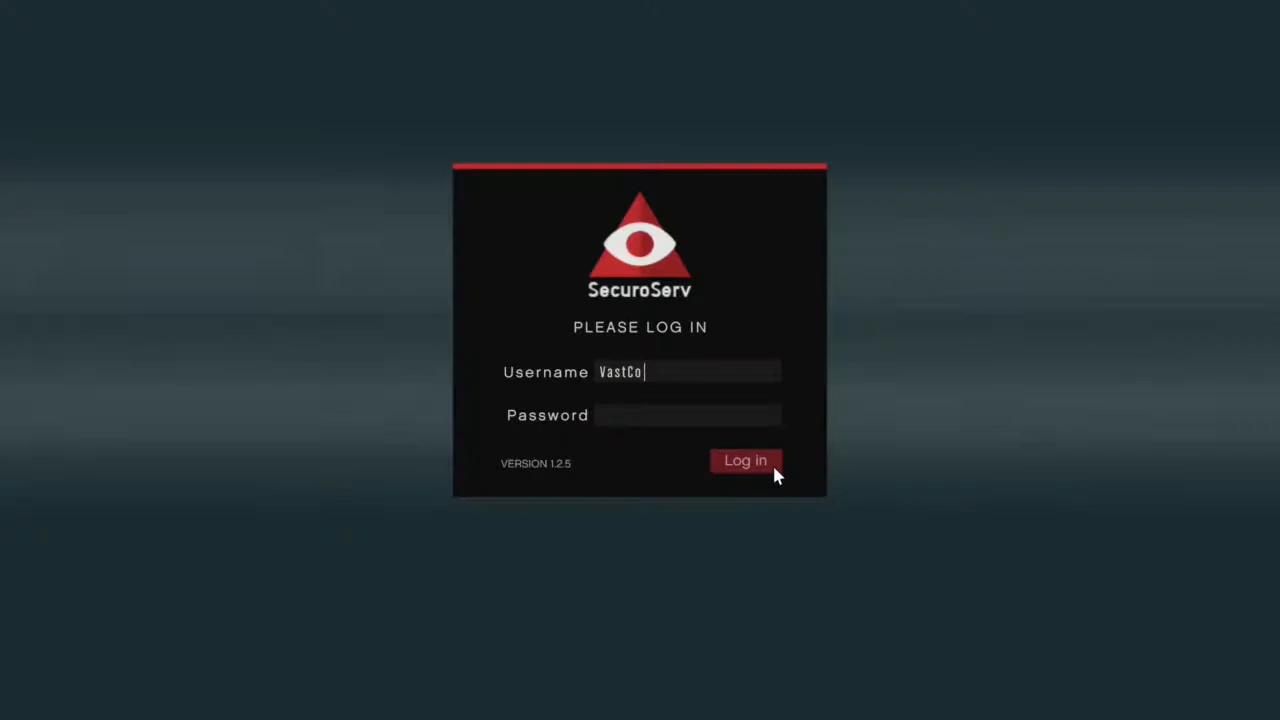 SecuroServ
PLEASE LOG IN
Username VastCo
Password
VERSION 1.2.5 Log in